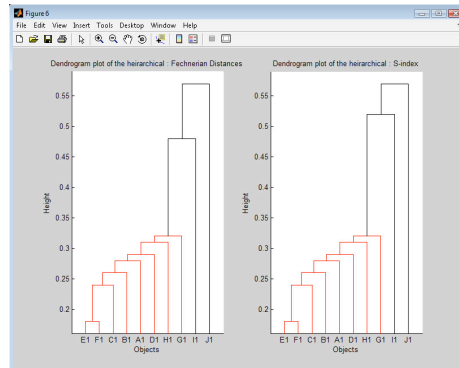 Figure 6
File Edit View Insert Tools Desktop Window Help
Dendrogram plot of the heirarchical : Fechnerian Distances
0.55
0.5
0.45
0.4
0.35
0.3
0.25
0.2
Height
E1 F1 C1 B1 A1 D1 H1 G1 I1 J1
Objects
Dendrogram plot of the heirarchical : S-index
0.55
0.5
0.45
0.4
0.35
0.3
0.25
0.2
Height
E1 F1 C1 B1 A1 D1 H1 G1 I1 J1
Objects